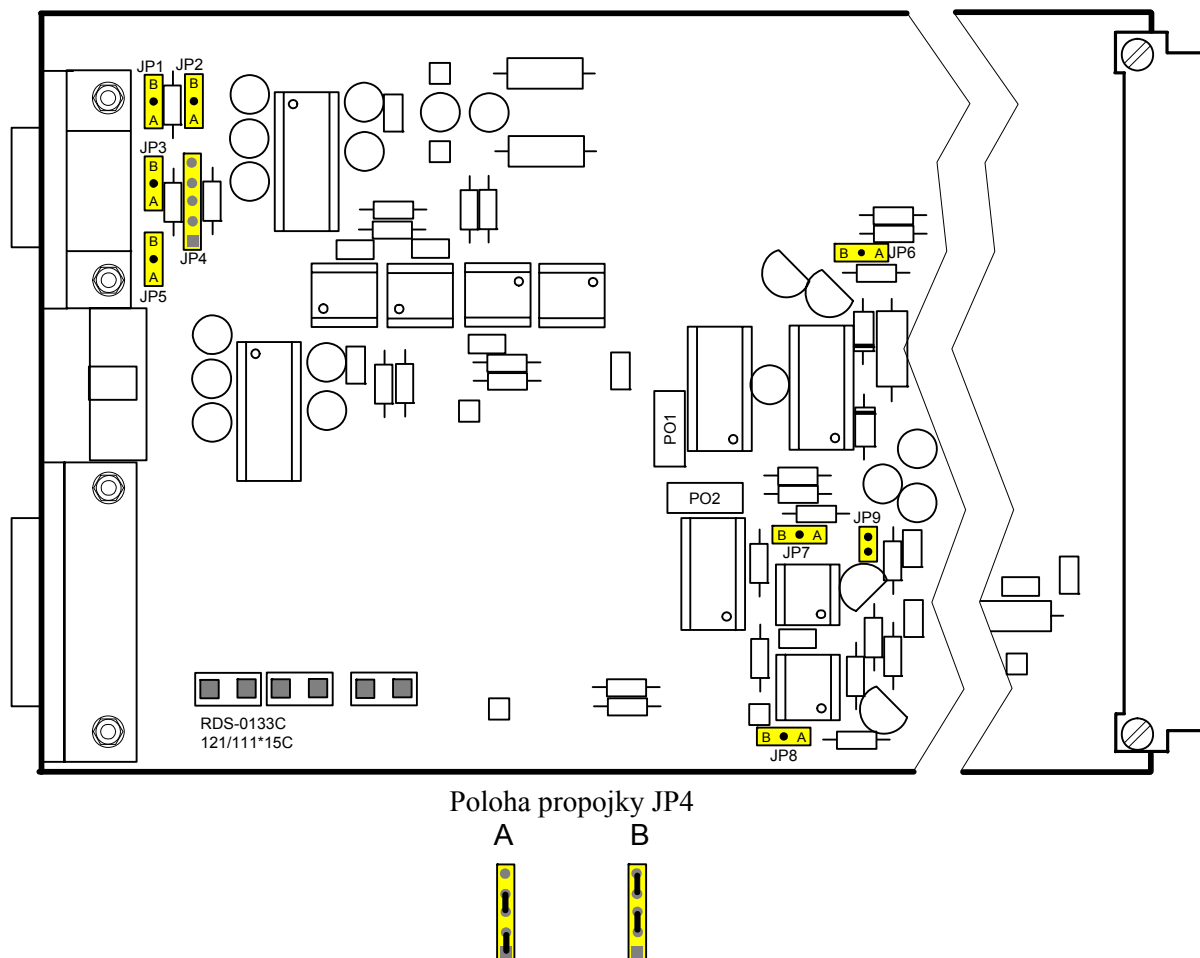 JP1 JP2
B B
A A
JP3
B
A
JP4
B
A
JP5
B A JP6
PO1
PO2
JP9
B A
JP7
RDS-0133C
121/111*15C
B A
JP8
Poloha propojky JP4
A B